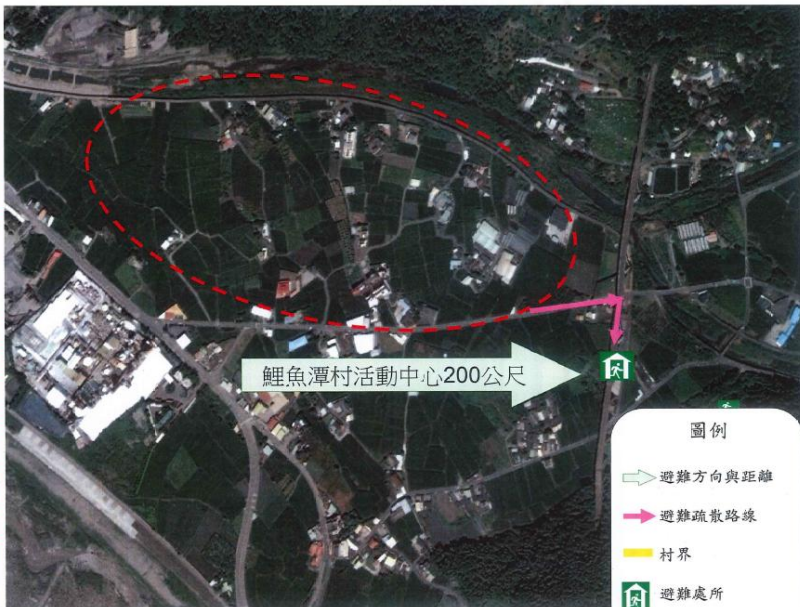 鯉魚潭村活動中心200公尺
圖例
避難方向與距離
避難疏散路線
村界
避難處所